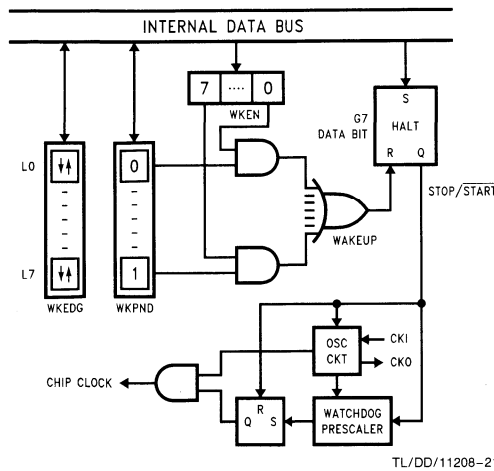 INTERNAL DATA BUS
7 .... 0
WKEN
G7
DATA BIT
S
HALT
R Q
L0
0
STOP/START
WAKEUP
L7
1
WKEDG
WKPND
OSC
CKT
CKI
CKO
CHIP CLOCK
R
Q S
WATCHDOG
PRESCALER
TL/DD/11208-2